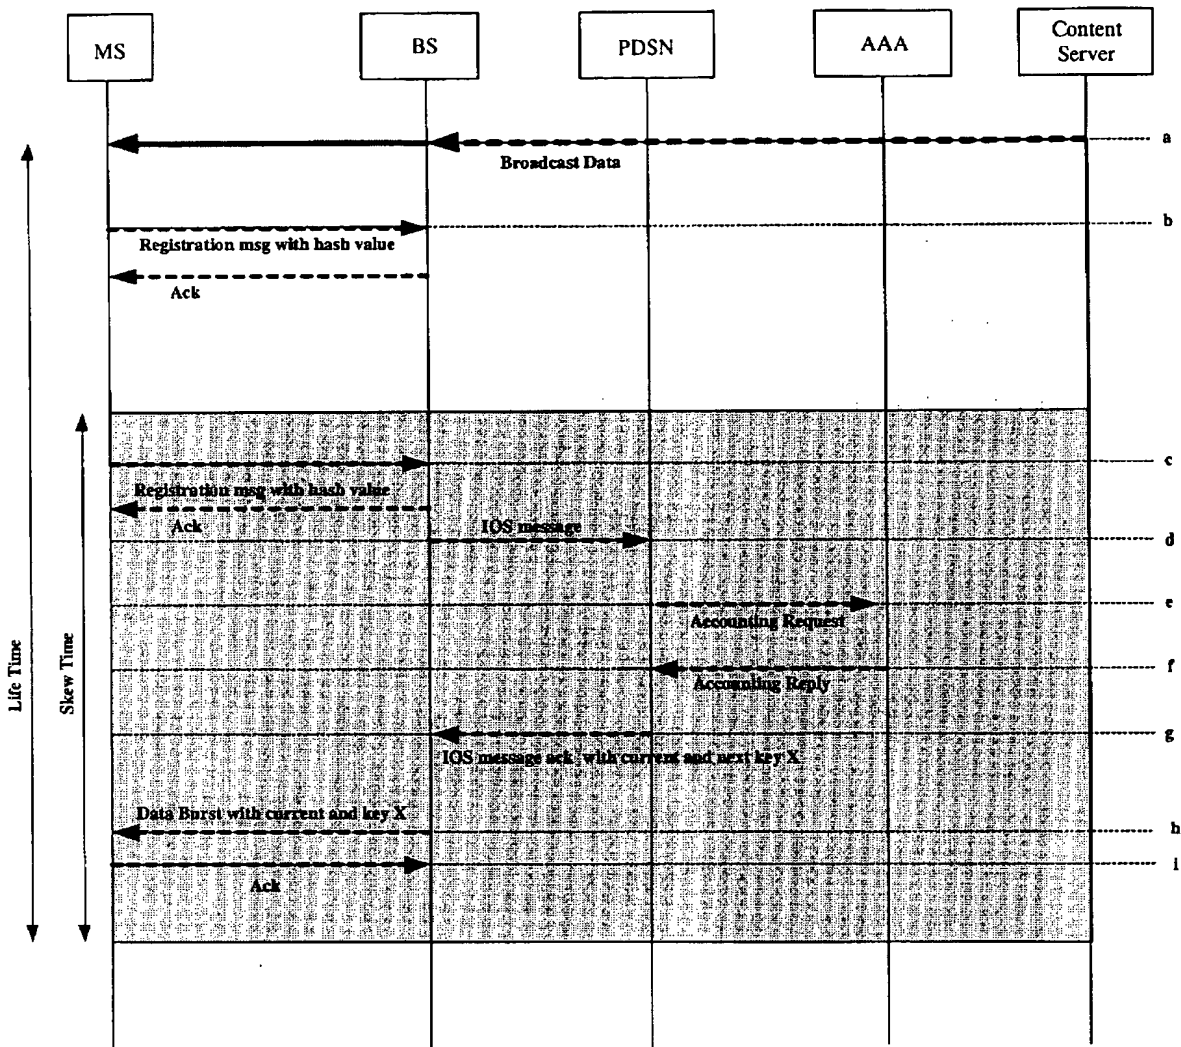 MS
BS
PDSN
AAA
Content
Server
a
Broadcast Data
b
Registration msg with hash value
Ack
c
Registration msg with hash value
Ack
IOS message
d
e
Accounting Request
f
Accounting Reply
g
IOS message ack with current and next key X
Data Burst with current and key X
h
i
Ack
Life Time
Skew Time